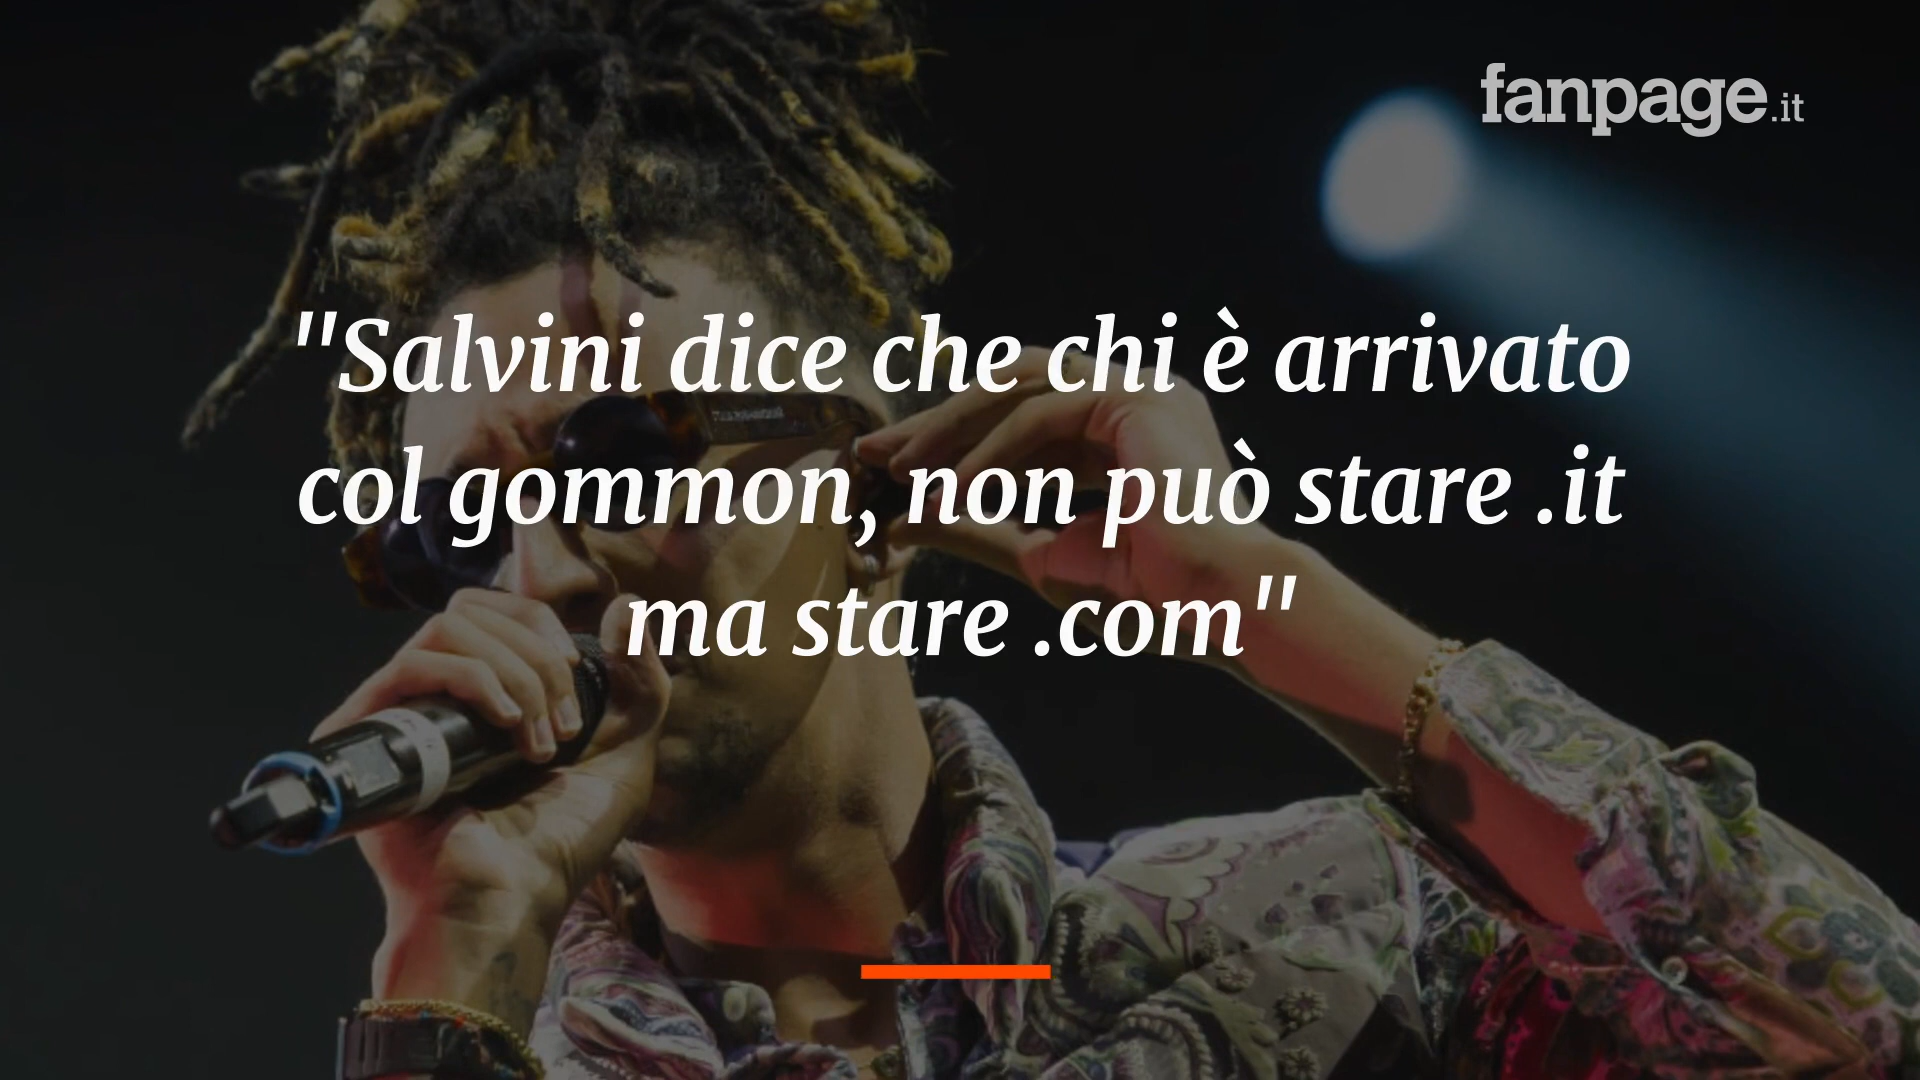 fanpage.it
"Salvini dice che chi è arrivato
col gommon, non può stare .it
ma stare .com"